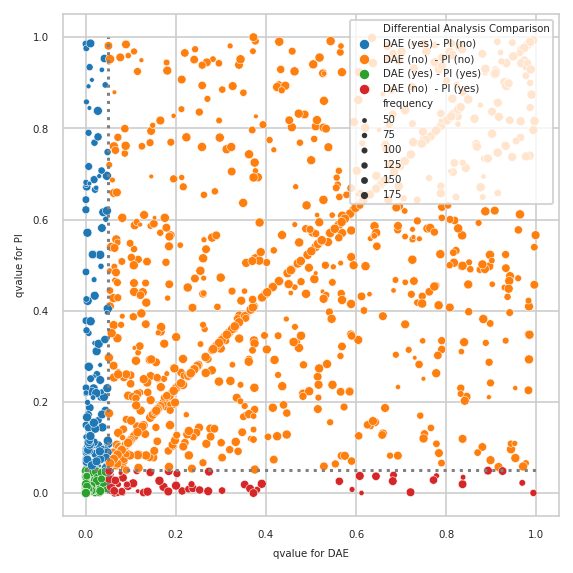 Differential Analysis Comparison
DAE (yes) - PI (no)
DAE (no) - PI (no)
DAE (yes) - PI (yes)
DAE (no) - PI (yes)
frequency
50
75
100
125
150
175
1.0
0.8
0.6
0.4
0.2
0.0
qvalue for PI
0.0
0.2
0.4
0.6
0.8
1.0
qvalue for DAE